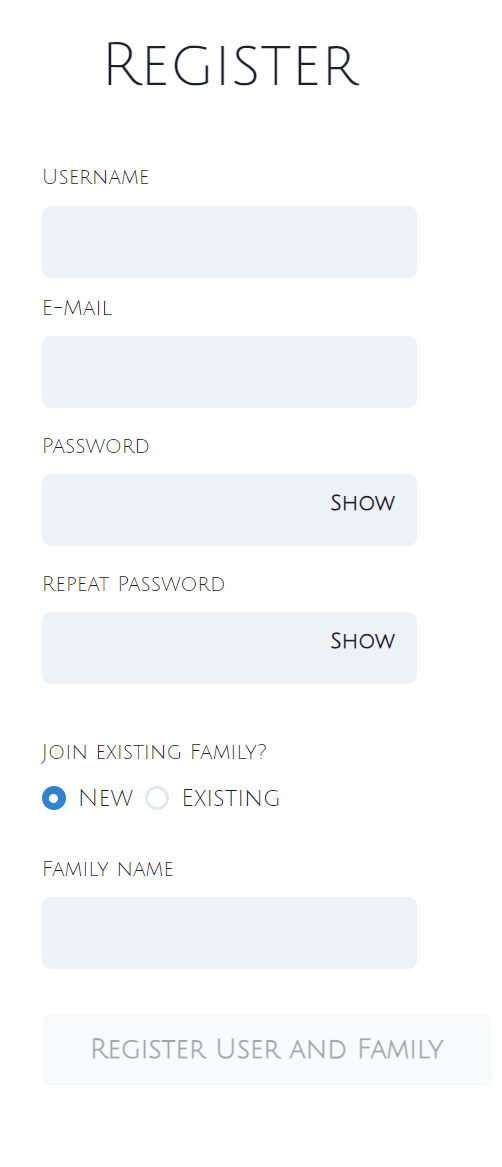 Register
Username
E-Mail
Password
Show
Repeat Password
Show
Join existing Family?
New Existing
Family name
Register User and Family